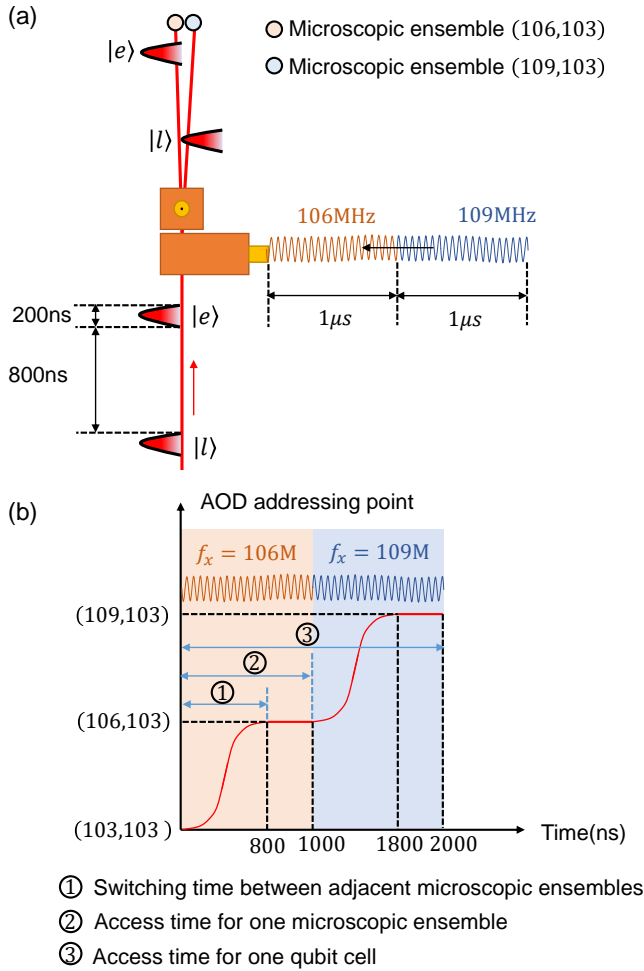 (a)
Microscopic ensemble (106,103)
Microscopic ensemble (109,103)
|e⟩
|l⟩
106MHz
109MHz
1μs
1μs
200ns
|e⟩
800ns
|l⟩
(b)
AOD addressing point
f_x = 106M
f_x = 109M
(109,103)
③
②
①
(106,103)
(103,103)
800
1000
1800
2000
Time(ns)
① Switching time between adjacent microscopic ensembles
② Access time for one microscopic ensemble
③ Access time for one qubit cell